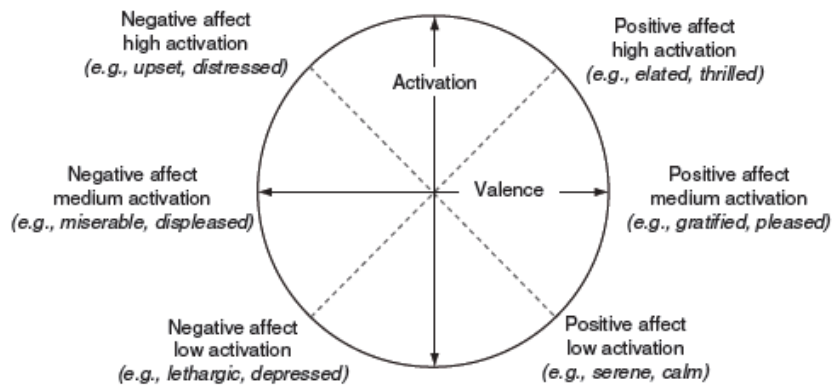 Negative affect
high activation
(e.g., upset, distressed)
Positive affect
high activation
(e.g., elated, thrilled)
Activation
Negative affect
medium activation
(e.g., miserable, displeased)
Valence
Positive affect
medium activation
(e.g., gratified, pleased)
Negative affect
low activation
(e.g., lethargic, depressed)
Positive affect
low activation
(e.g., serene, calm)